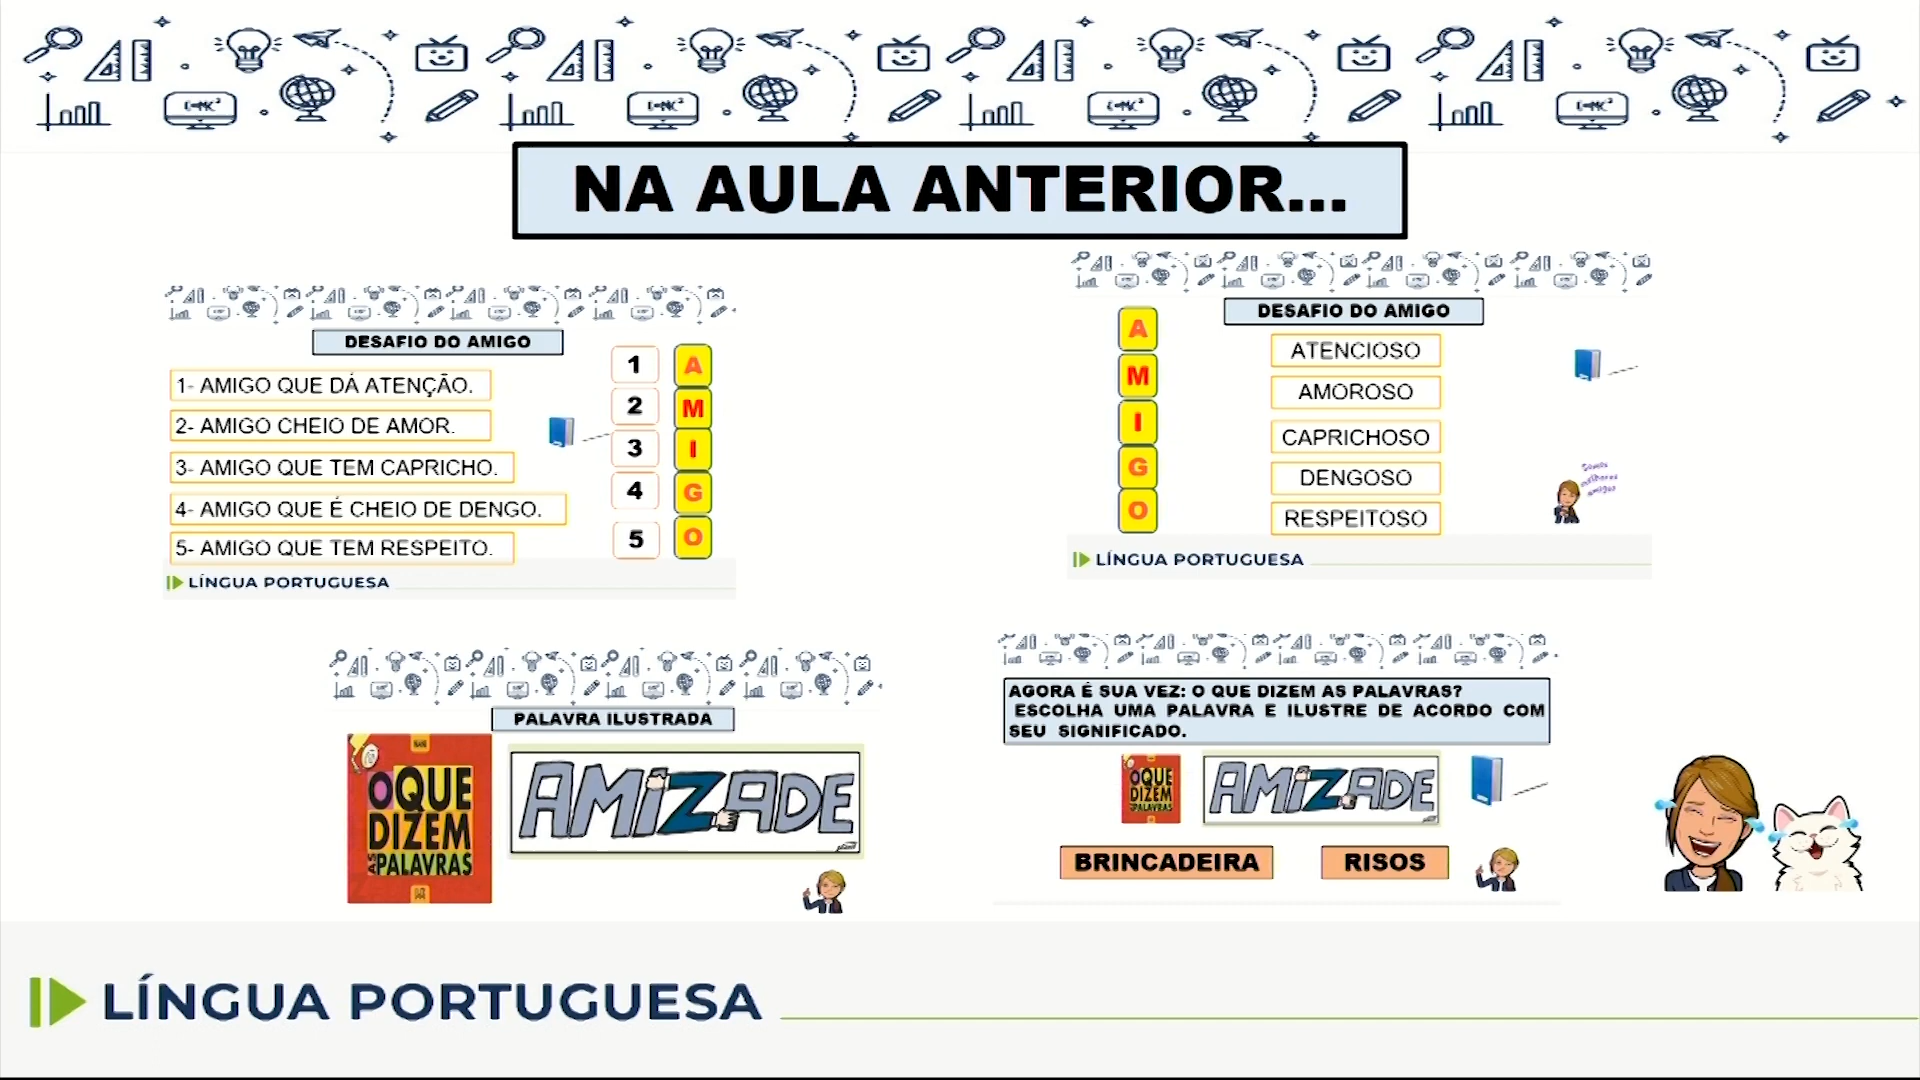 NA AULA ANTERIOR...
DESAFIO DO AMIGO
1- AMIGO QUE DÁ ATENÇÃO.
2- AMIGO CHEIO DE AMOR.
3- AMIGO QUE TEM CAPRICHO.
4- AMIGO QUE É CHEIO DE DENGO.
5- AMIGO QUE TEM RESPEITO.
1 A
2 M
3 I
4 G
5 O
LÍNGUA PORTUGUESA
DESAFIO DO AMIGO
A
M
I
G
O
ATENCIOSO
AMOROSO
CAPRICHOSO
DENGOSO
RESPEITOSO
LÍNGUA PORTUGUESA
PALAVRA ILUSTRADA
NANI
O QUE
DIZEM
AS PALAVRAS
AMIZADE
AGORA É SUA VEZ: O QUE DIZEM AS PALAVRAS?
ESCOLHA UMA PALAVRA E ILUSTRE DE ACORDO COM
SEU SIGNIFICADO.
O QUE
DIZEM
AS PALAVRAS
AMIZADE
BRINCADEIRA
RISOS
LÍNGUA PORTUGUESA